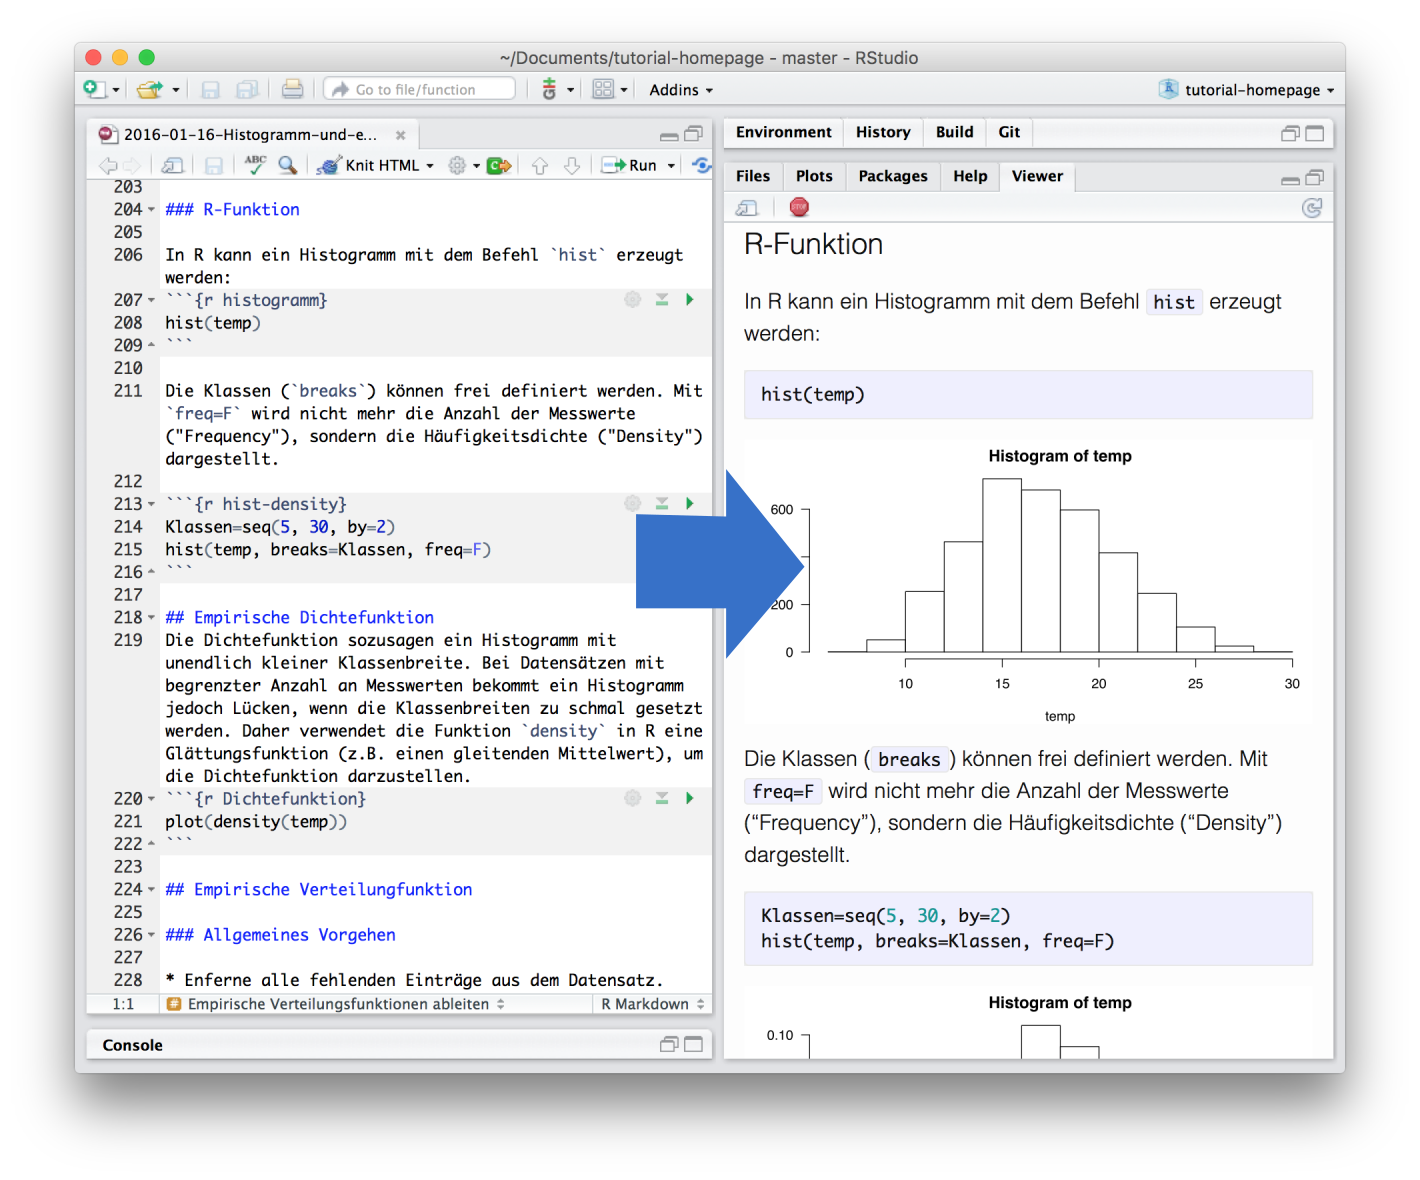 ~/Documents/tutorial-homepage - master - RStudio
Go to file/function
Addins
tutorial-homepage
2016-01-16-Histogramm-und-e...
ABC
Knit HTML
Run
203
204 ### R-Funktion
205
206 In R kann ein Histogramm mit dem Befehl `hist` erzeugt
werden:
207 ```{r histogramm}
208 hist(temp)
209 ```
210
211 Die Klassen (`breaks`) können frei definiert werden. Mit
`freq=F` wird nicht mehr die Anzahl der Messwerte
("Frequency"), sondern die Häufigkeitsdichte ("Density")
dargestellt.
212
213 ```{r hist-density}
214 Klassen=seq(5, 30, by=2)
215 hist(temp, breaks=Klassen, freq=F)
216 ```
217
218 ## Empirische Dichtefunktion
219 Die Dichtefunktion sozusagen ein Histogramm mit
unendlich kleiner Klassenbreite. Bei Datensätzen mit
begrenzter Anzahl an Messwerten bekommt ein Histogramm
jedoch Lücken, wenn die Klassenbreiten zu schmal gesetzt
werden. Daher verwendet die Funktion `density` in R eine
Glättungsfunktion (z.B. einen gleitenden Mittelwert), um
die Dichtefunktion darzustellen.
220 ```{r Dichtefunktion}
221 plot(density(temp))
222 ```
223
224 ## Empirische Verteilungfunktion
225
226 ### Allgemeines Vorgehen
227
228 * Enferne alle fehlenden Einträge aus dem Datensatz.
1:1 # Empirische Verteilungsfunktionen ableiten R Markdown
Console
Environment History Build Git
Files Plots Packages Help Viewer
STOP
R-Funktion
In R kann ein Histogramm mit dem Befehl hist erzeugt
werden:
hist(temp)
Histogram of temp
600
200
0
10 15 20 25 30
temp
Die Klassen (breaks) können frei definiert werden. Mit
freq=F wird nicht mehr die Anzahl der Messwerte
(“Frequency”), sondern die Häufigkeitsdichte (“Density”)
dargestellt.
Klassen=seq(5, 30, by=2)
hist(temp, breaks=Klassen, freq=F)
Histogram of temp
0.10